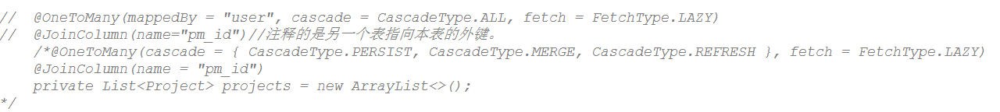 //  @OneToMany(mappedBy = "user", cascade = CascadeType.ALL, fetch = FetchType.LAZY)
//  @JoinColumn(name="pm_id")//注释的是另一个表指向本表的外键。
    /*@OneToMany(cascade = { CascadeType.PERSIST, CascadeType.MERGE, CascadeType.REFRESH }, fetch = FetchType.LAZY)
    @JoinColumn(name = "pm_id")
    private List<Project> projects = new ArrayList<>();
*/